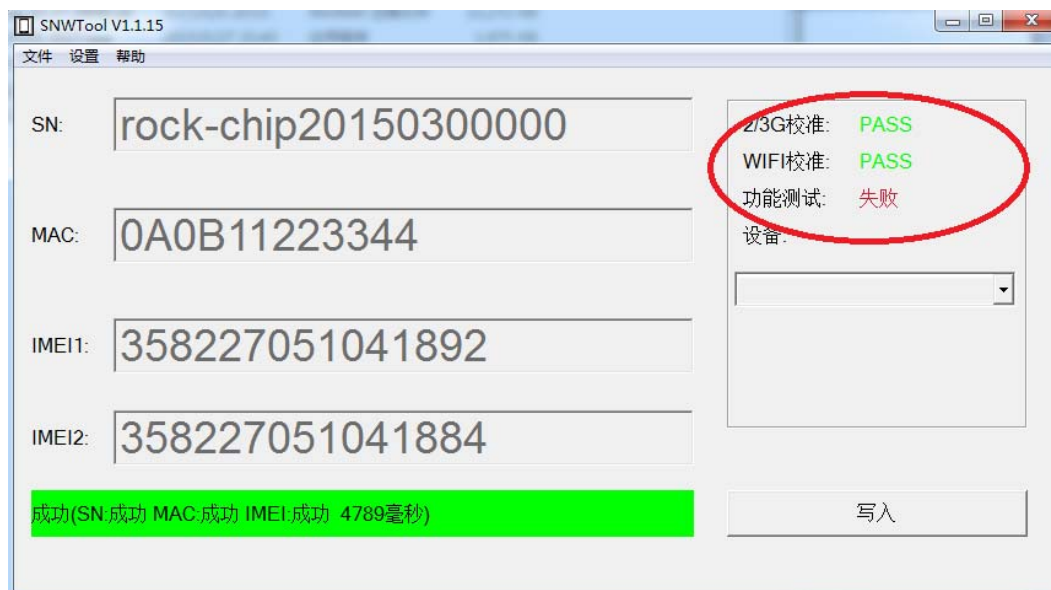 SNWTool V1.1.15
文件 设置 帮助
SN: rock-chip20150300000
MAC: 0A0B11223344
IMEI1: 358227051041892
IMEI2: 358227051041884
成功(SN:成功 MAC:成功 IMEI:成功 4789毫秒)
2/3G校准: PASS
WIFI校准: PASS
功能测试: 失败
设备:
写入